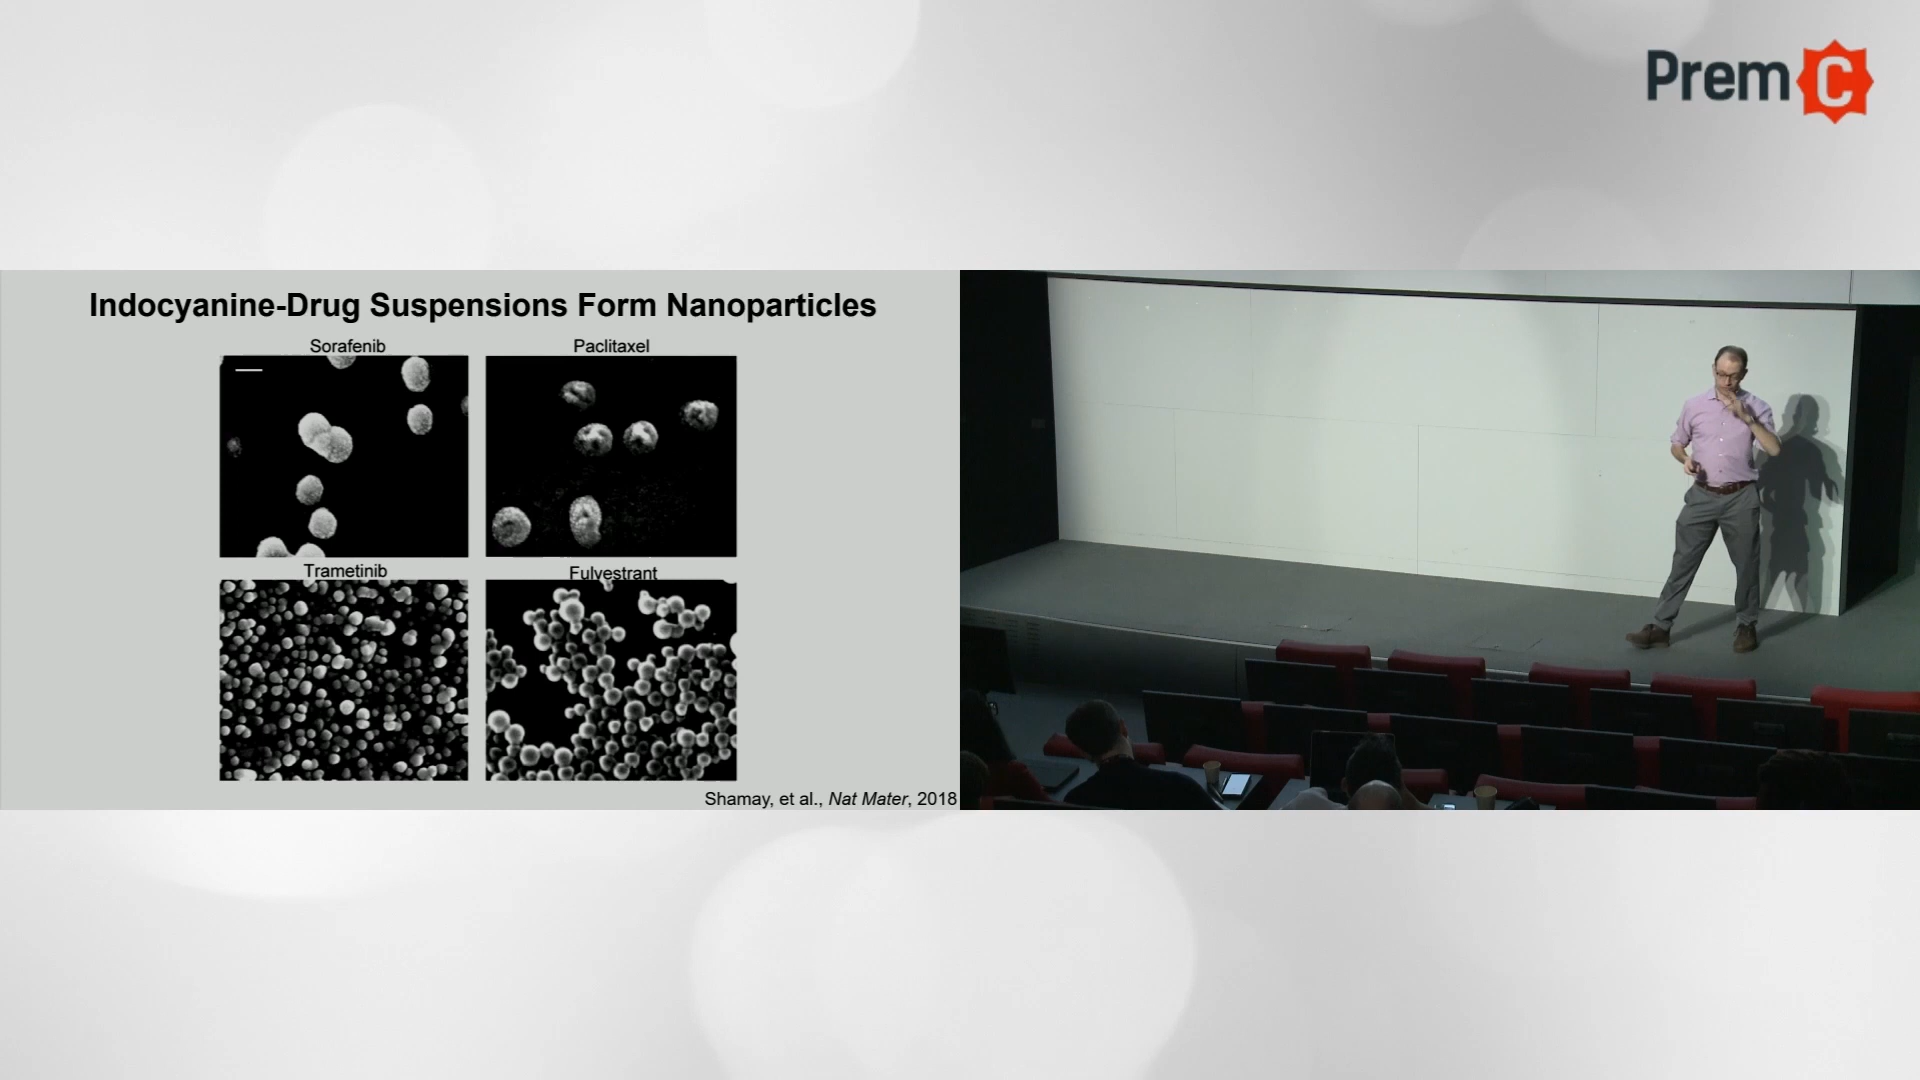 Prem C
Indocyanine-Drug Suspensions Form Nanoparticles
Sorafenib
Paclitaxel
Trametinib
Fulvestrant
Shamay, et al., Nat Mater, 2018